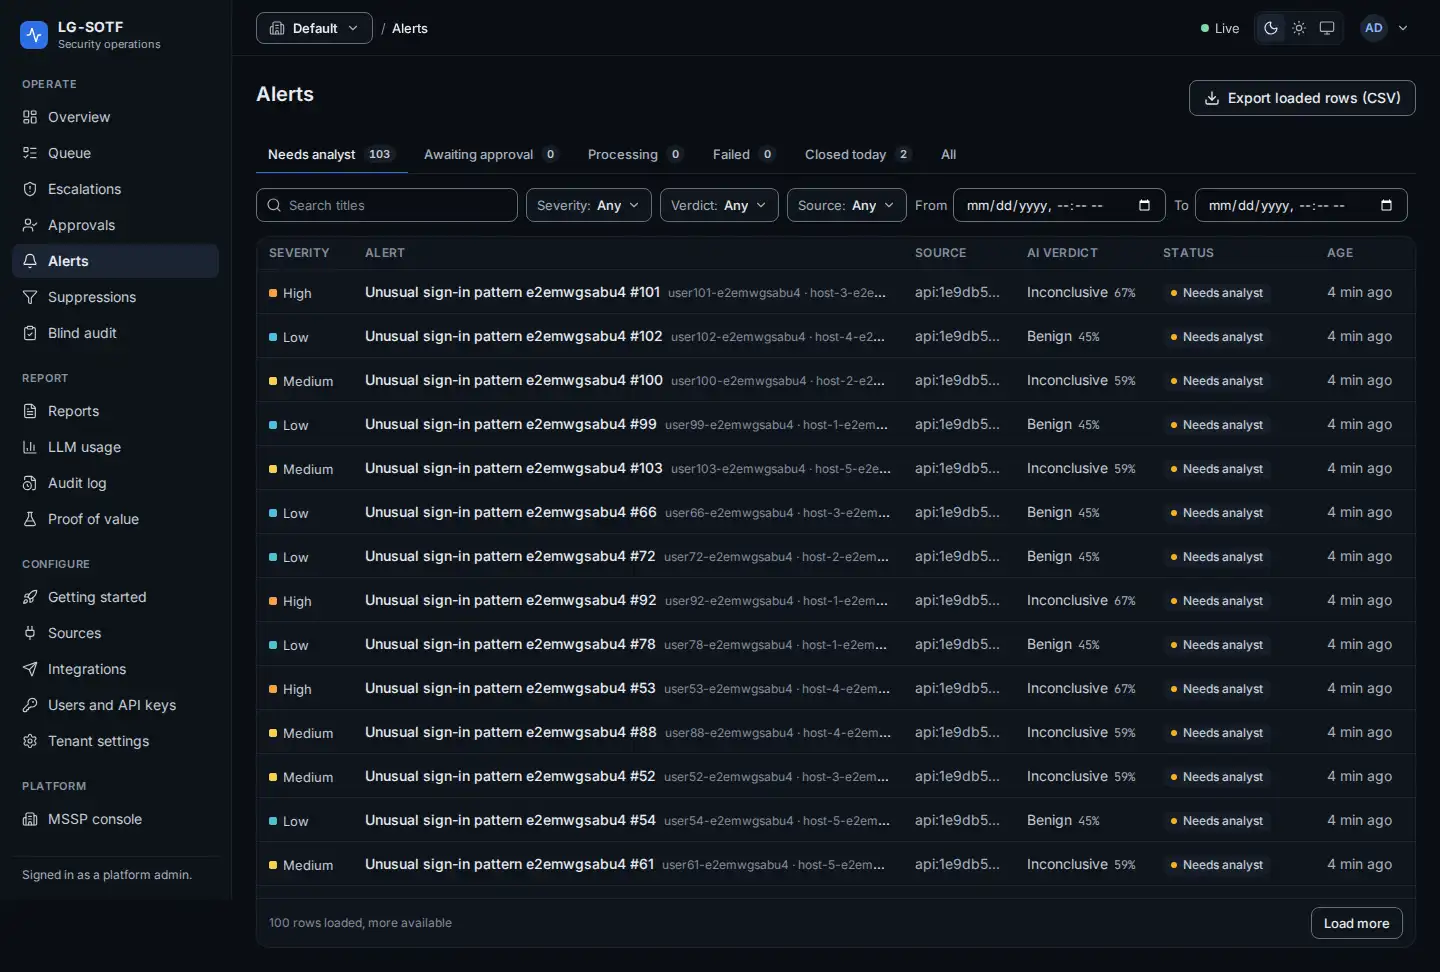 LG-SOTF
Security operations
OPERATE
Overview
Queue
Escalations
Approvals
Alerts
Suppressions
Blind audit
REPORT
Reports
LLM usage
Audit log
Proof of value
CONFIGURE
Getting started
Sources
Integrations
Users and API keys
Tenant settings
PLATFORM
MSSP console
Signed in as a platform admin.
Default / Alerts
Live
AD
Alerts
Export loaded rows (CSV)
Needs analyst 103 Awaiting approval 0 Processing 0 Failed 0 Closed today 2 All
Search titles Severity: Any Verdict: Any Source: Any From mm/dd/yyyy, --:-- -- To mm/dd/yyyy, --:-- --
SEVERITY ALERT SOURCE AI VERDICT STATUS AGE
High Unusual sign-in pattern e2emwgsabu4 #101 user101-e2emwgsabu4 · host-3-e2e... api:1e9db5... Inconclusive 67% Needs analyst 4 min ago
Low Unusual sign-in pattern e2emwgsabu4 #102 user102-e2emwgsabu4 · host-4-e2... api:1e9db5... Benign 45% Needs analyst 4 min ago
Medium Unusual sign-in pattern e2emwgsabu4 #100 user100-e2emwgsabu4 · host-2-e2... api:1e9db5... Inconclusive 59% Needs analyst 4 min ago
Low Unusual sign-in pattern e2emwgsabu4 #99 user99-e2emwgsabu4 · host-1-e2em... api:1e9db5... Benign 45% Needs analyst 4 min ago
Medium Unusual sign-in pattern e2emwgsabu4 #103 user103-e2emwgsabu4 · host-5-e2e... api:1e9db5... Inconclusive 59% Needs analyst 4 min ago
Low Unusual sign-in pattern e2emwgsabu4 #66 user66-e2emwgsabu4 · host-3-e2em... api:1e9db5... Benign 45% Needs analyst 4 min ago
Low Unusual sign-in pattern e2emwgsabu4 #72 user72-e2emwgsabu4 · host-2-e2em... api:1e9db5... Benign 45% Needs analyst 4 min ago
High Unusual sign-in pattern e2emwgsabu4 #92 user92-e2emwgsabu4 · host-1-e2em... api:1e9db5... Inconclusive 67% Needs analyst 4 min ago
Low Unusual sign-in pattern e2emwgsabu4 #78 user78-e2emwgsabu4 · host-1-e2em... api:1e9db5... Benign 45% Needs analyst 4 min ago
High Unusual sign-in pattern e2emwgsabu4 #53 user53-e2emwgsabu4 · host-4-e2em... api:1e9db5... Inconclusive 67% Needs analyst 4 min ago
Medium Unusual sign-in pattern e2emwgsabu4 #88 user88-e2emwgsabu4 · host-4-e2em... api:1e9db5... Inconclusive 59% Needs analyst 4 min ago
Medium Unusual sign-in pattern e2emwgsabu4 #52 user52-e2emwgsabu4 · host-3-e2em... api:1e9db5... Inconclusive 59% Needs analyst 4 min ago
Low Unusual sign-in pattern e2emwgsabu4 #54 user54-e2emwgsabu4 · host-5-e2em... api:1e9db5... Benign 45% Needs analyst 4 min ago
Medium Unusual sign-in pattern e2emwgsabu4 #61 user61-e2emwgsabu4 · host-5-e2em... api:1e9db5... Inconclusive 59% Needs analyst 4 min ago
100 rows loaded, more available
Load more